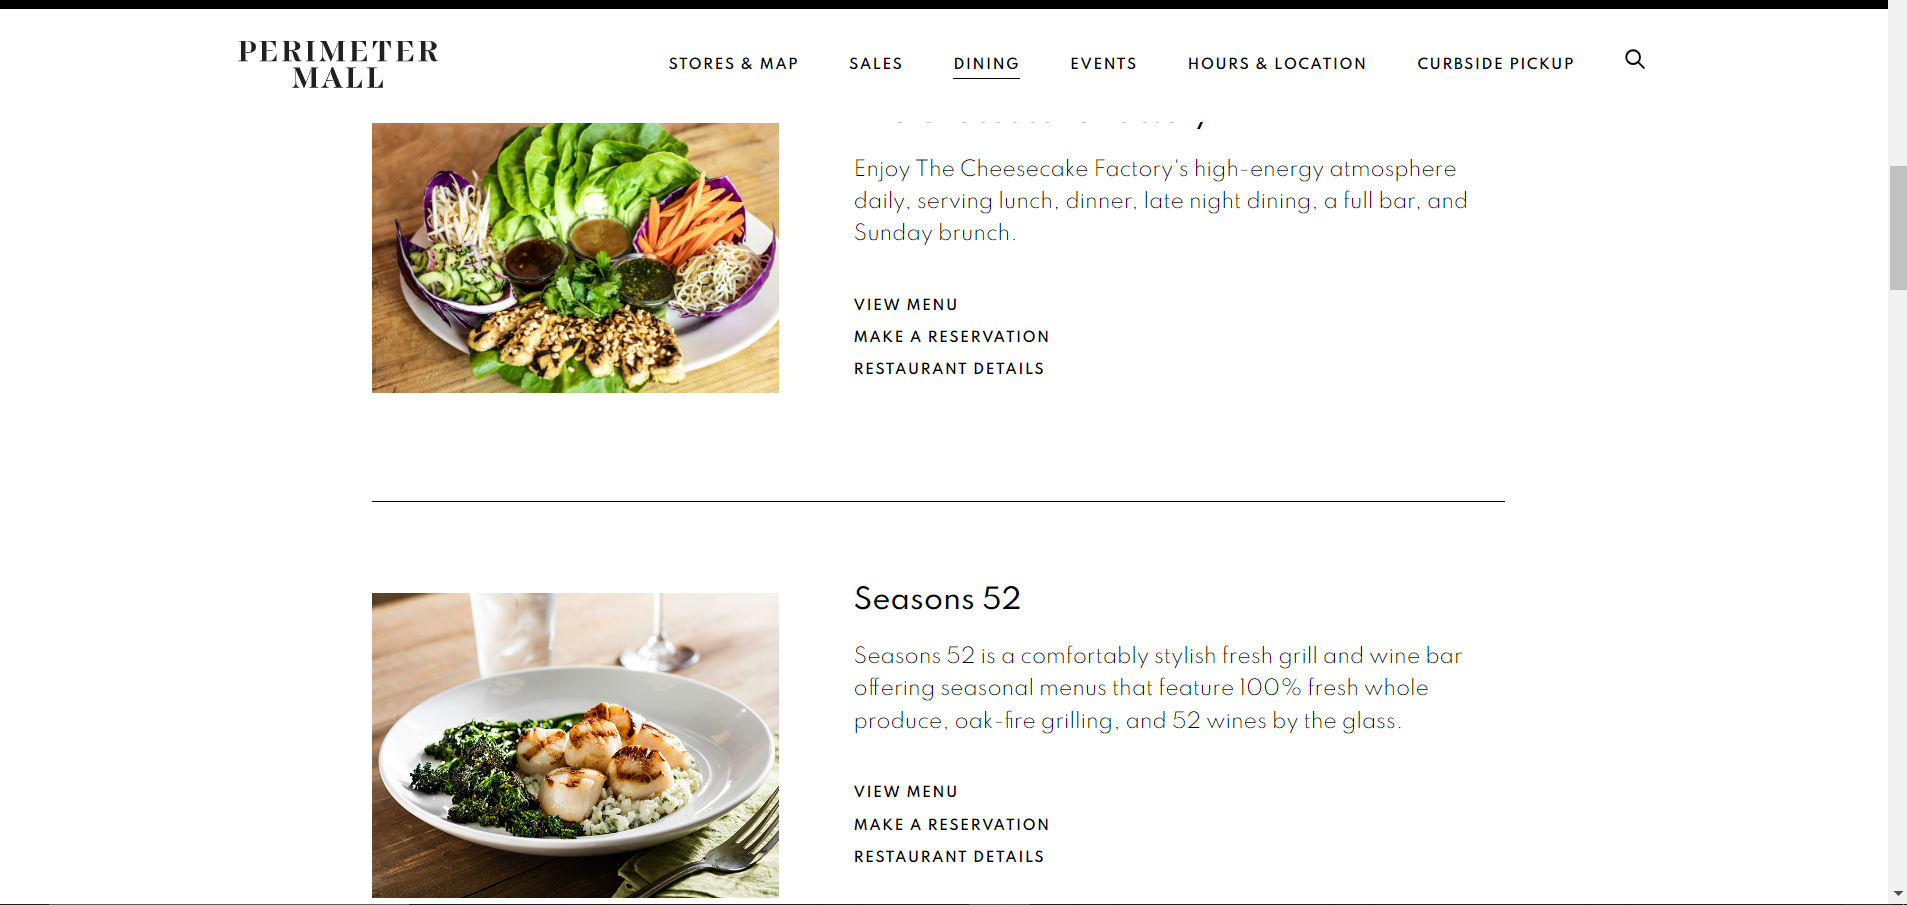 PERIMETER
MALL
STORES & MAP SALES DINING EVENTS HOURS & LOCATION CURBSIDE PICKUP
Enjoy The Cheesecake Factory's high-energy atmosphere
daily, serving lunch, dinner, late night dining, a full bar, and
Sunday brunch.
VIEW MENU
MAKE A RESERVATION
RESTAURANT DETAILS
Seasons 52
Seasons 52 is a comfortably stylish fresh grill and wine bar
offering seasonal menus that feature 100% fresh whole
produce, oak-fire grilling, and 52 wines by the glass.
VIEW MENU
MAKE A RESERVATION
RESTAURANT DETAILS